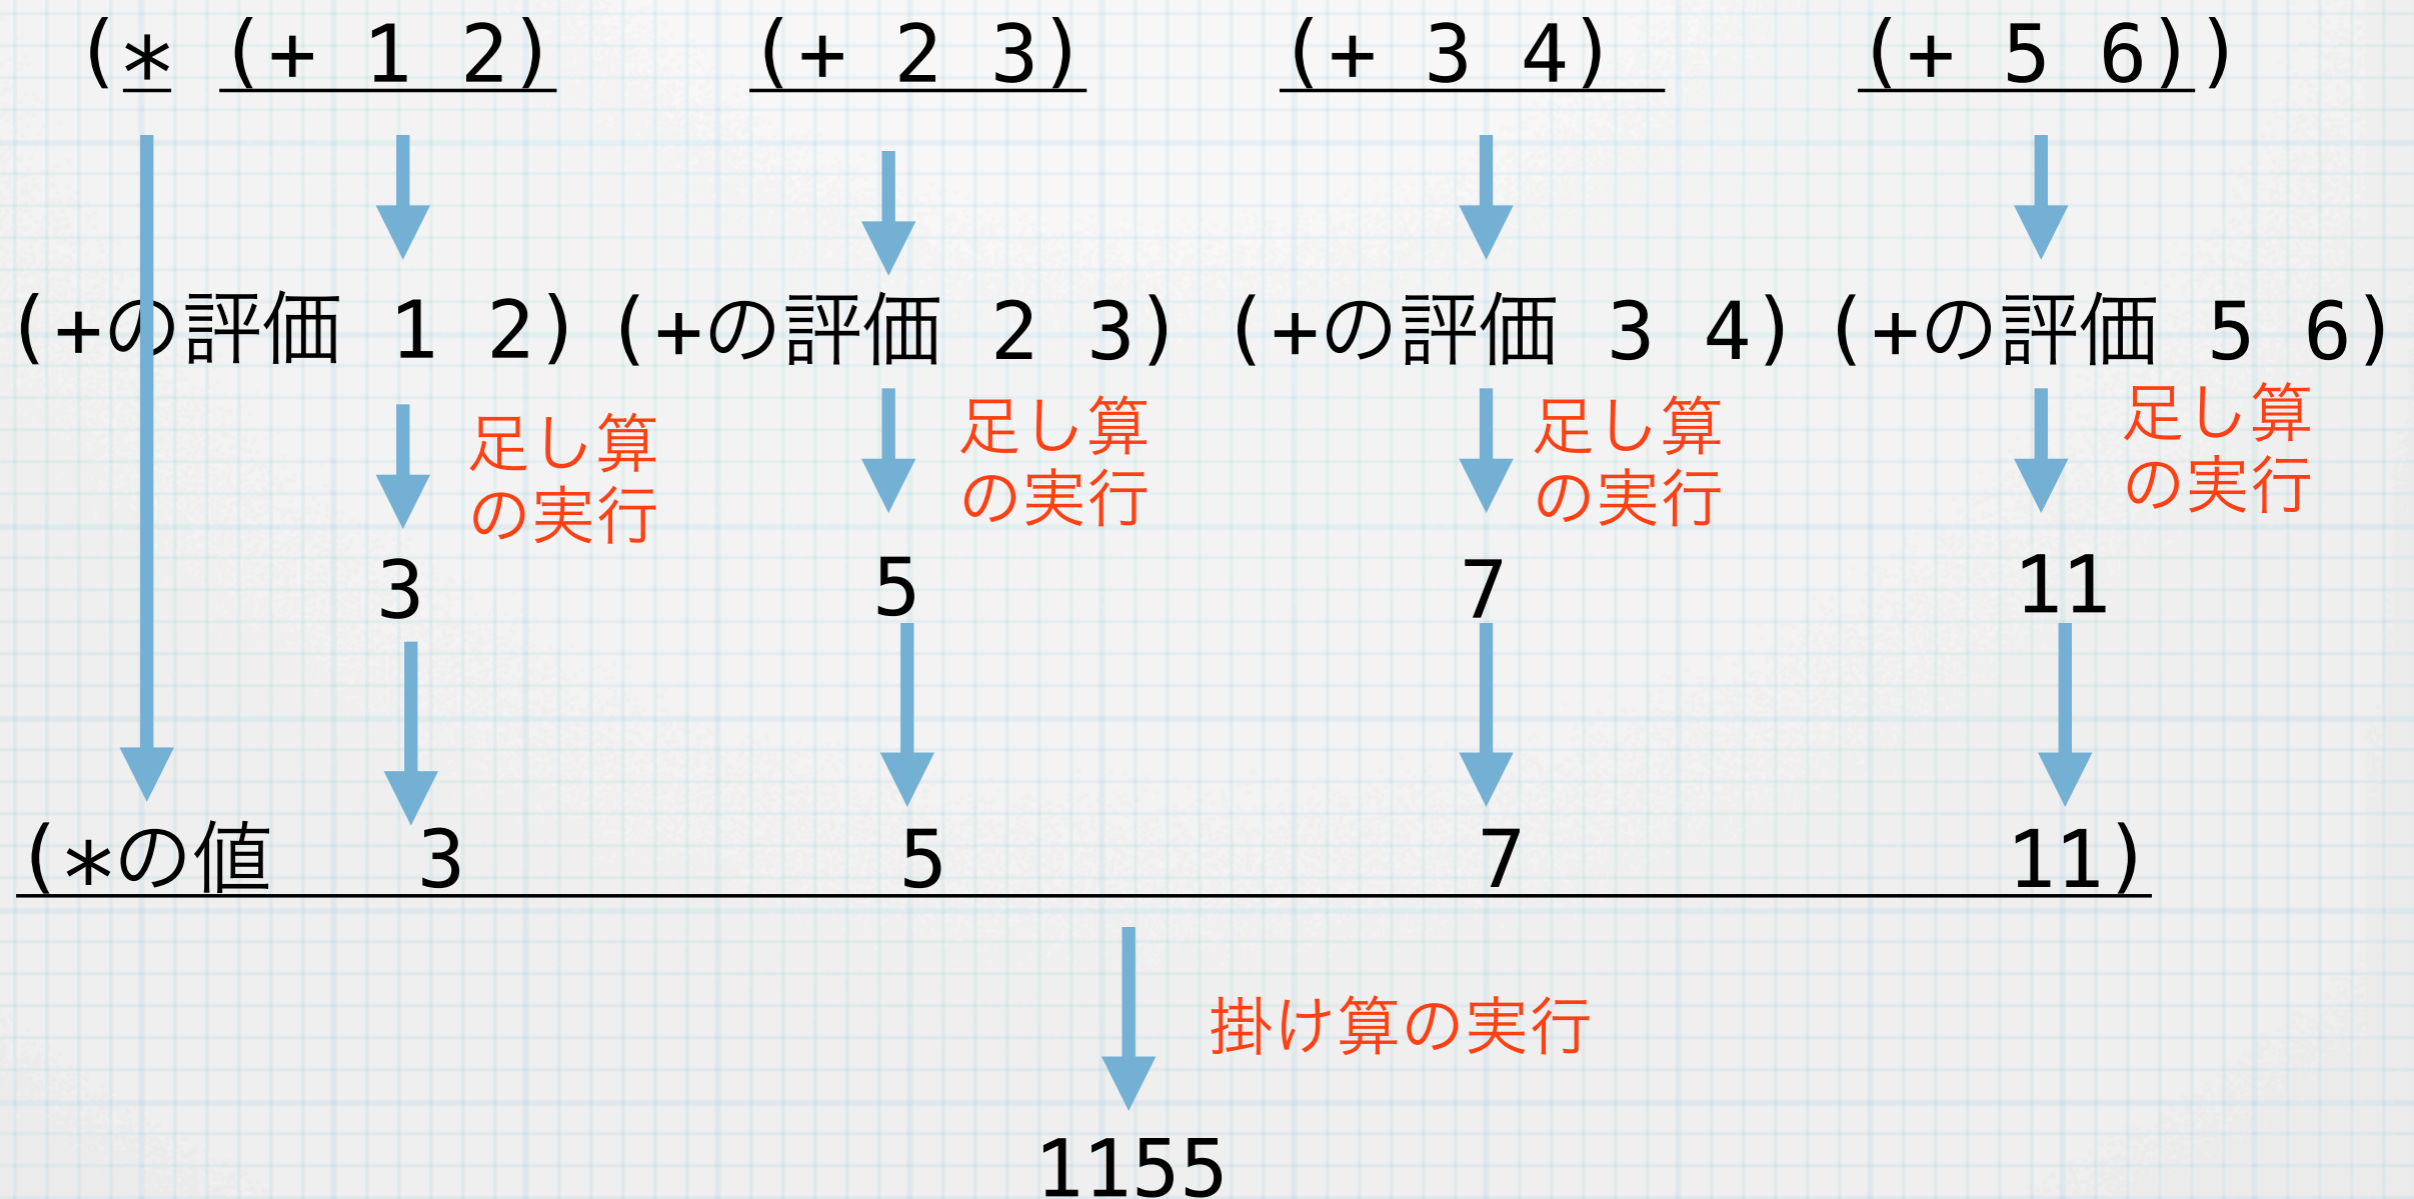 (* (+ 1 2) (+ 2 3) (+ 3 4) (+ 5 6))
(+の評価 1 2) (+の評価 2 3) (+の評価 3 4) (+の評価 5 6)
足し算
の実行
足し算
の実行
足し算
の実行
足し算
の実行
3 5 7 11
(*の値 3 5 7 11)
掛け算の実行
1155